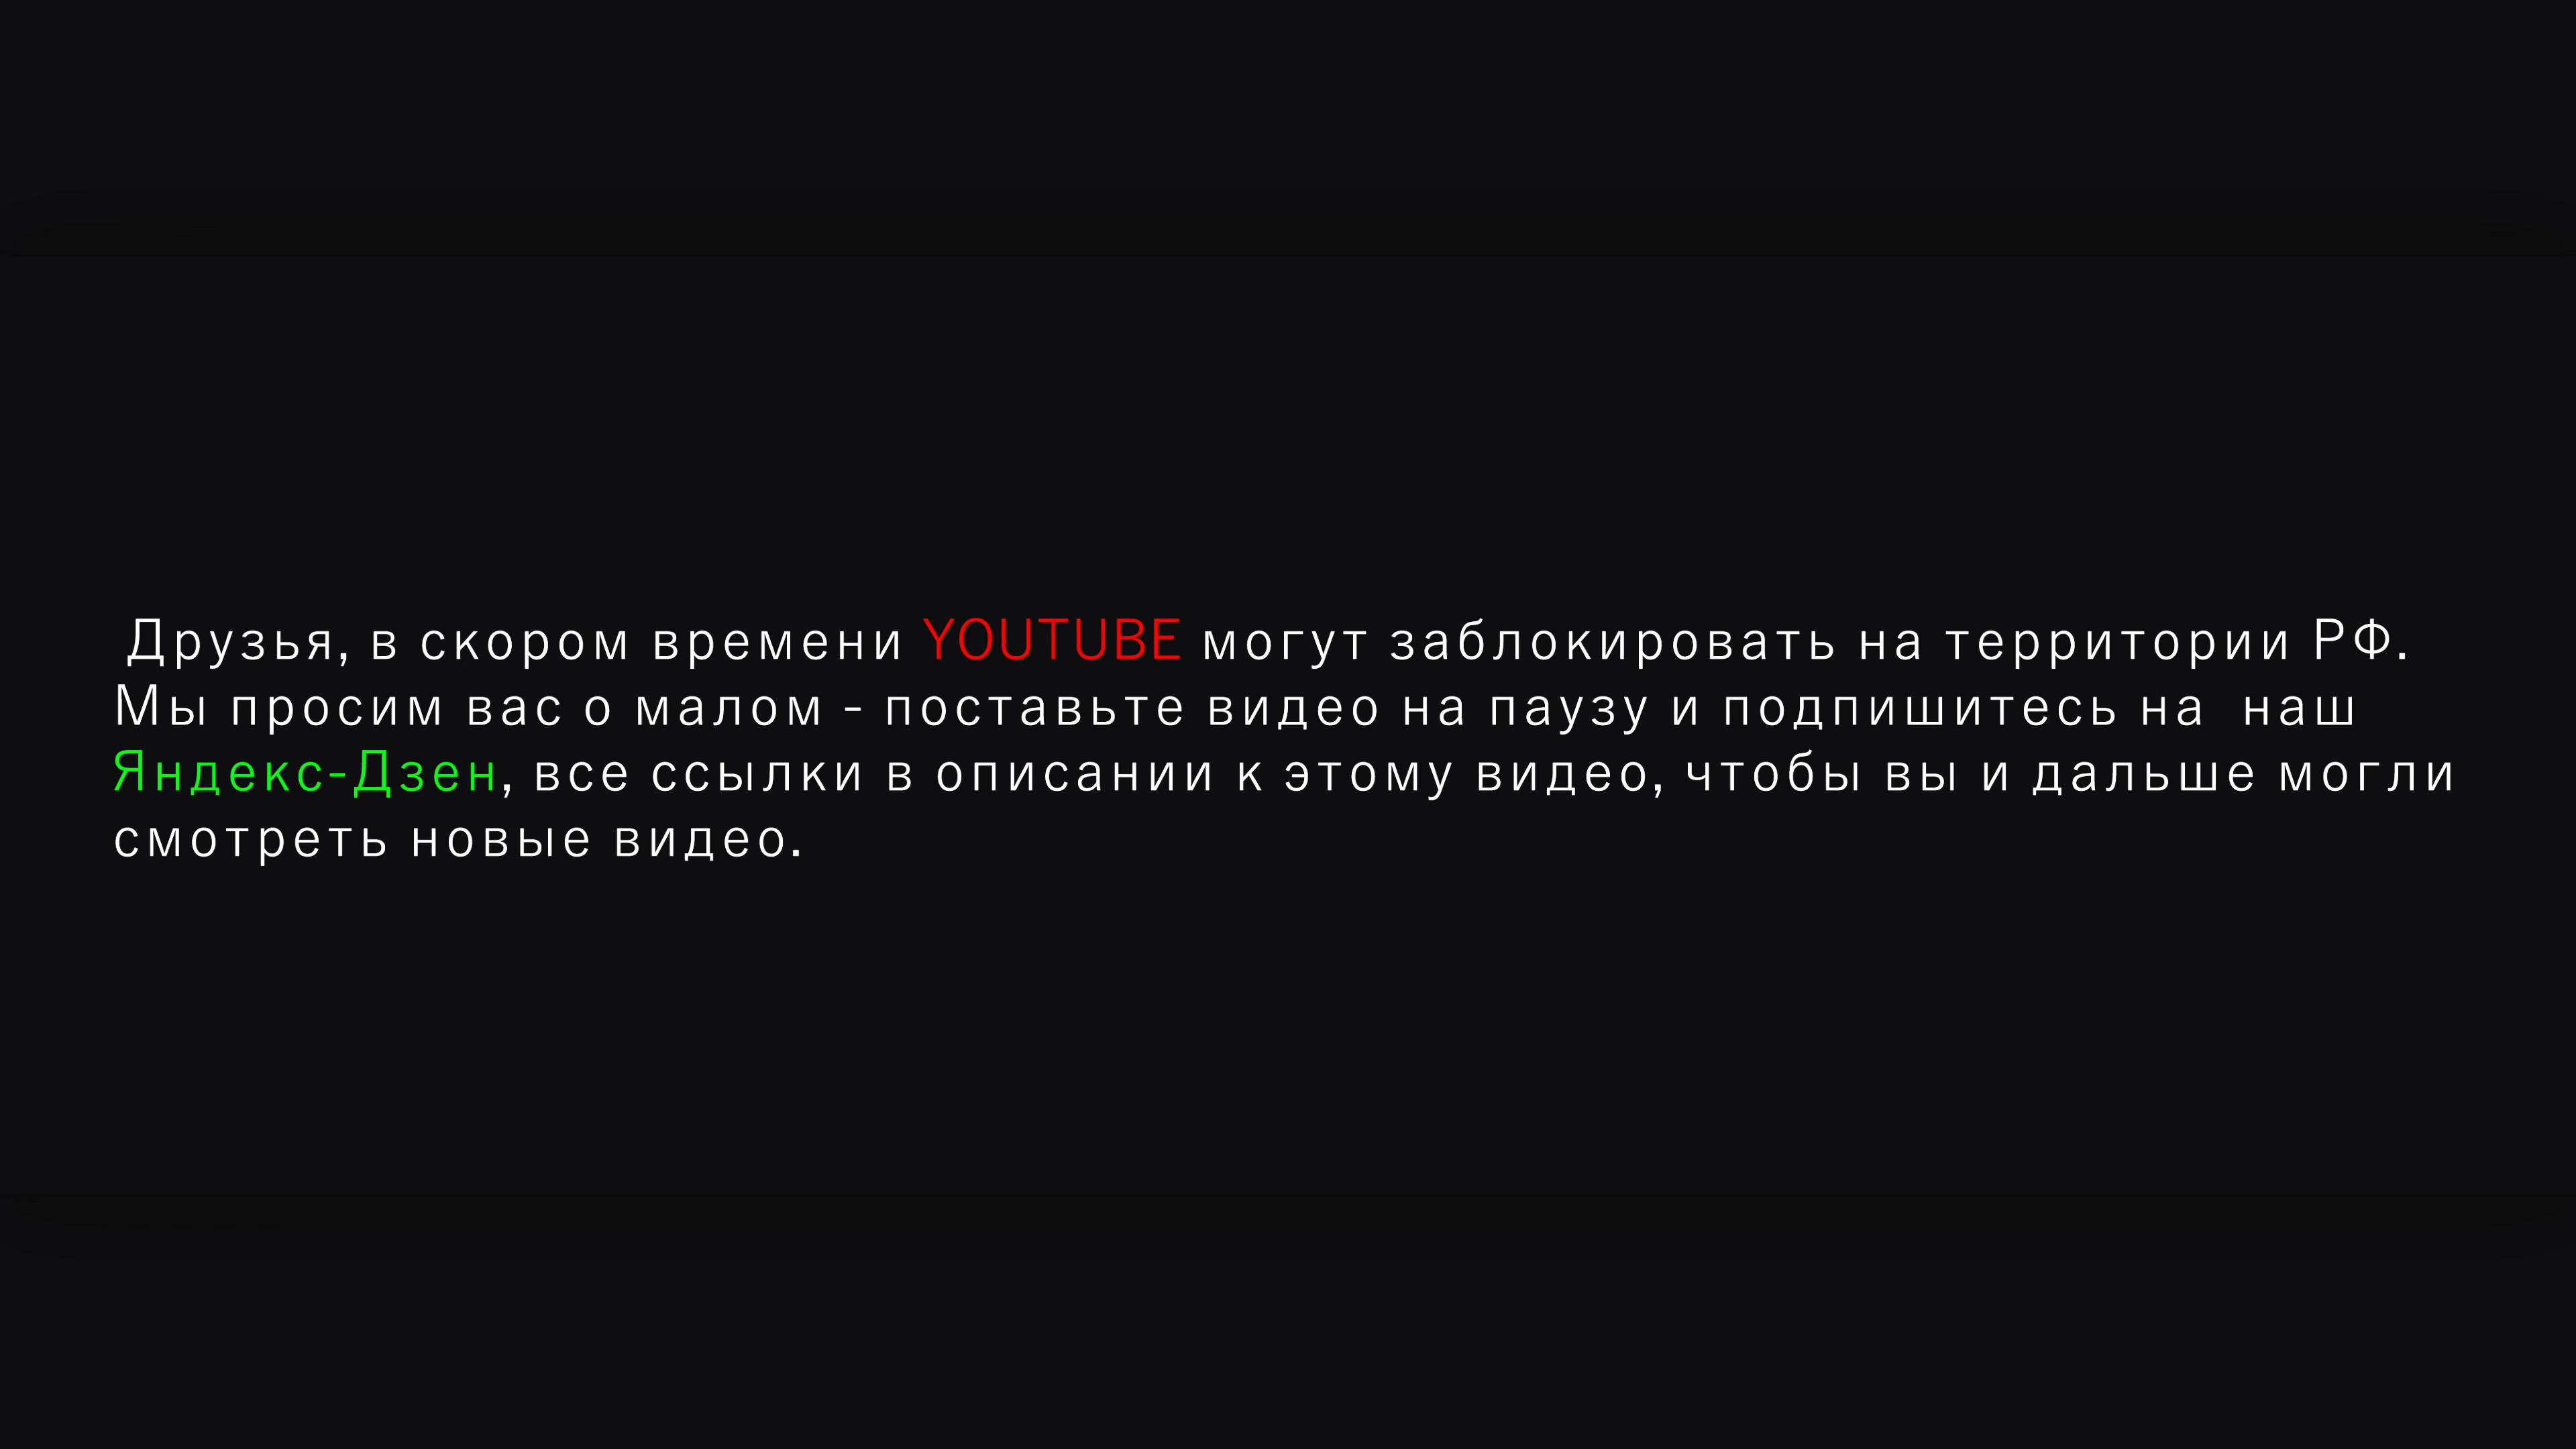 Друзья, в скором времени YOUTUBE могут заблокировать на территории РФ.
Мы просим вас о малом - поставьте видео на паузу и подпишитесь на наш
Яндекс-Дзен, все ссылки в описании к этому видео, чтобы вы и дальше могли
смотреть новые видео.